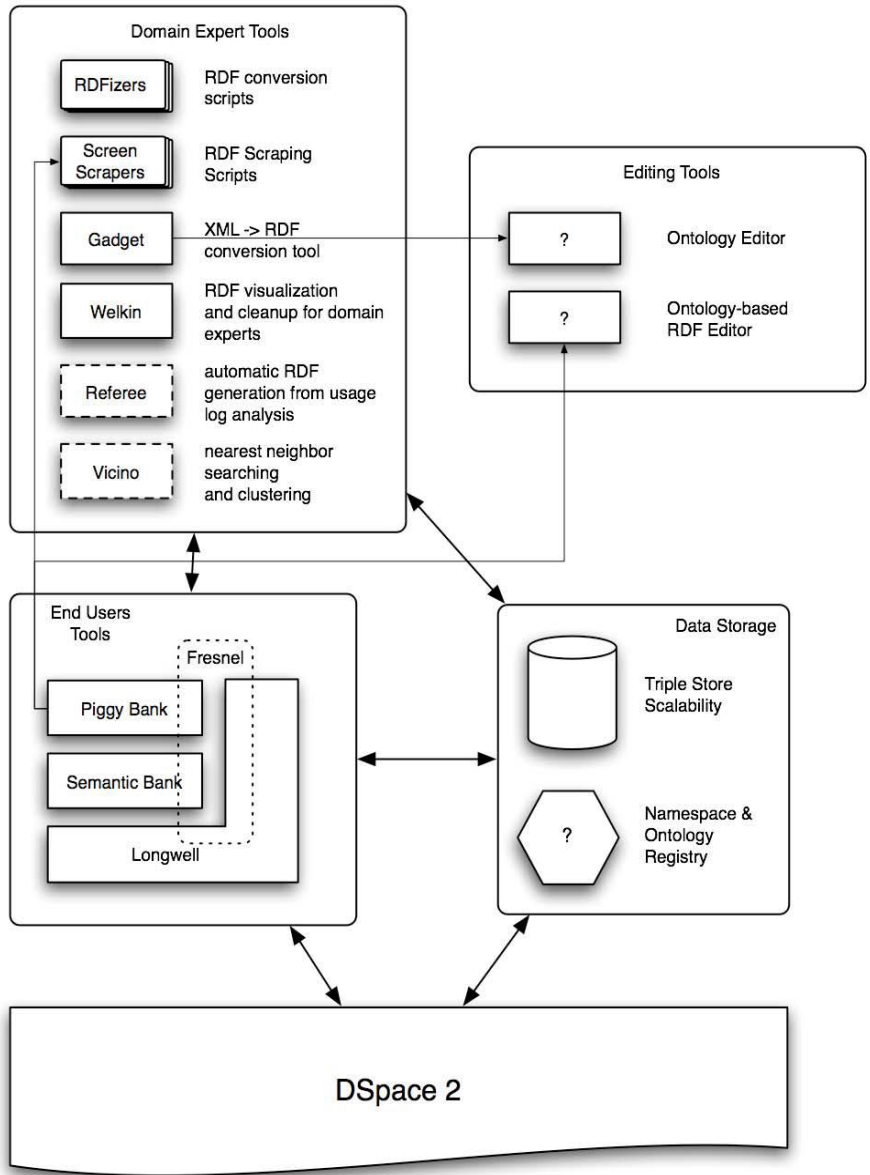 Domain Expert Tools
RDFizers
RDF conversion
scripts
Screen
Scrapers
RDF Scraping
Scripts
Gadget
XML -> RDF
conversion tool
Welkin
RDF visualization
and cleanup for domain
experts
Referee
automatic RDF
generation from usage
log analysis
Vicino
nearest neighbor
searching
and clustering
Editing Tools
?
Ontology Editor
?
Ontology-based
RDF Editor
End Users
Tools
Fresnel
Piggy Bank
Semantic Bank
Longwell
Data Storage
Triple Store
Scalability
?
Namespace &
Ontology
Registry
DSpace 2